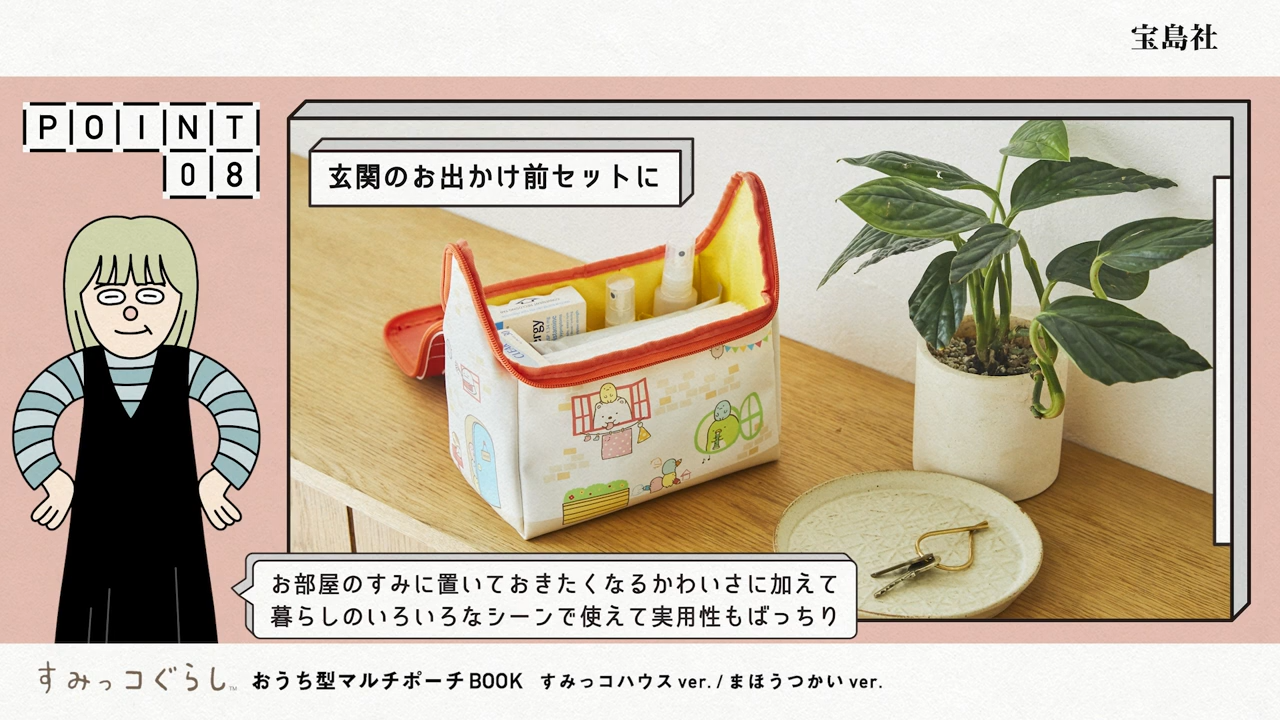 宝島社
POINT
08
玄関のお出かけ前セットに
お部屋のすみに置いておきたくなるかわいさに加えて
暮らしのいろいろなシーンで使えて実用性もばっちり
すみっコぐらし™ おうち型マルチポーチBOOK すみっコハウスver. / まほうつかいver.